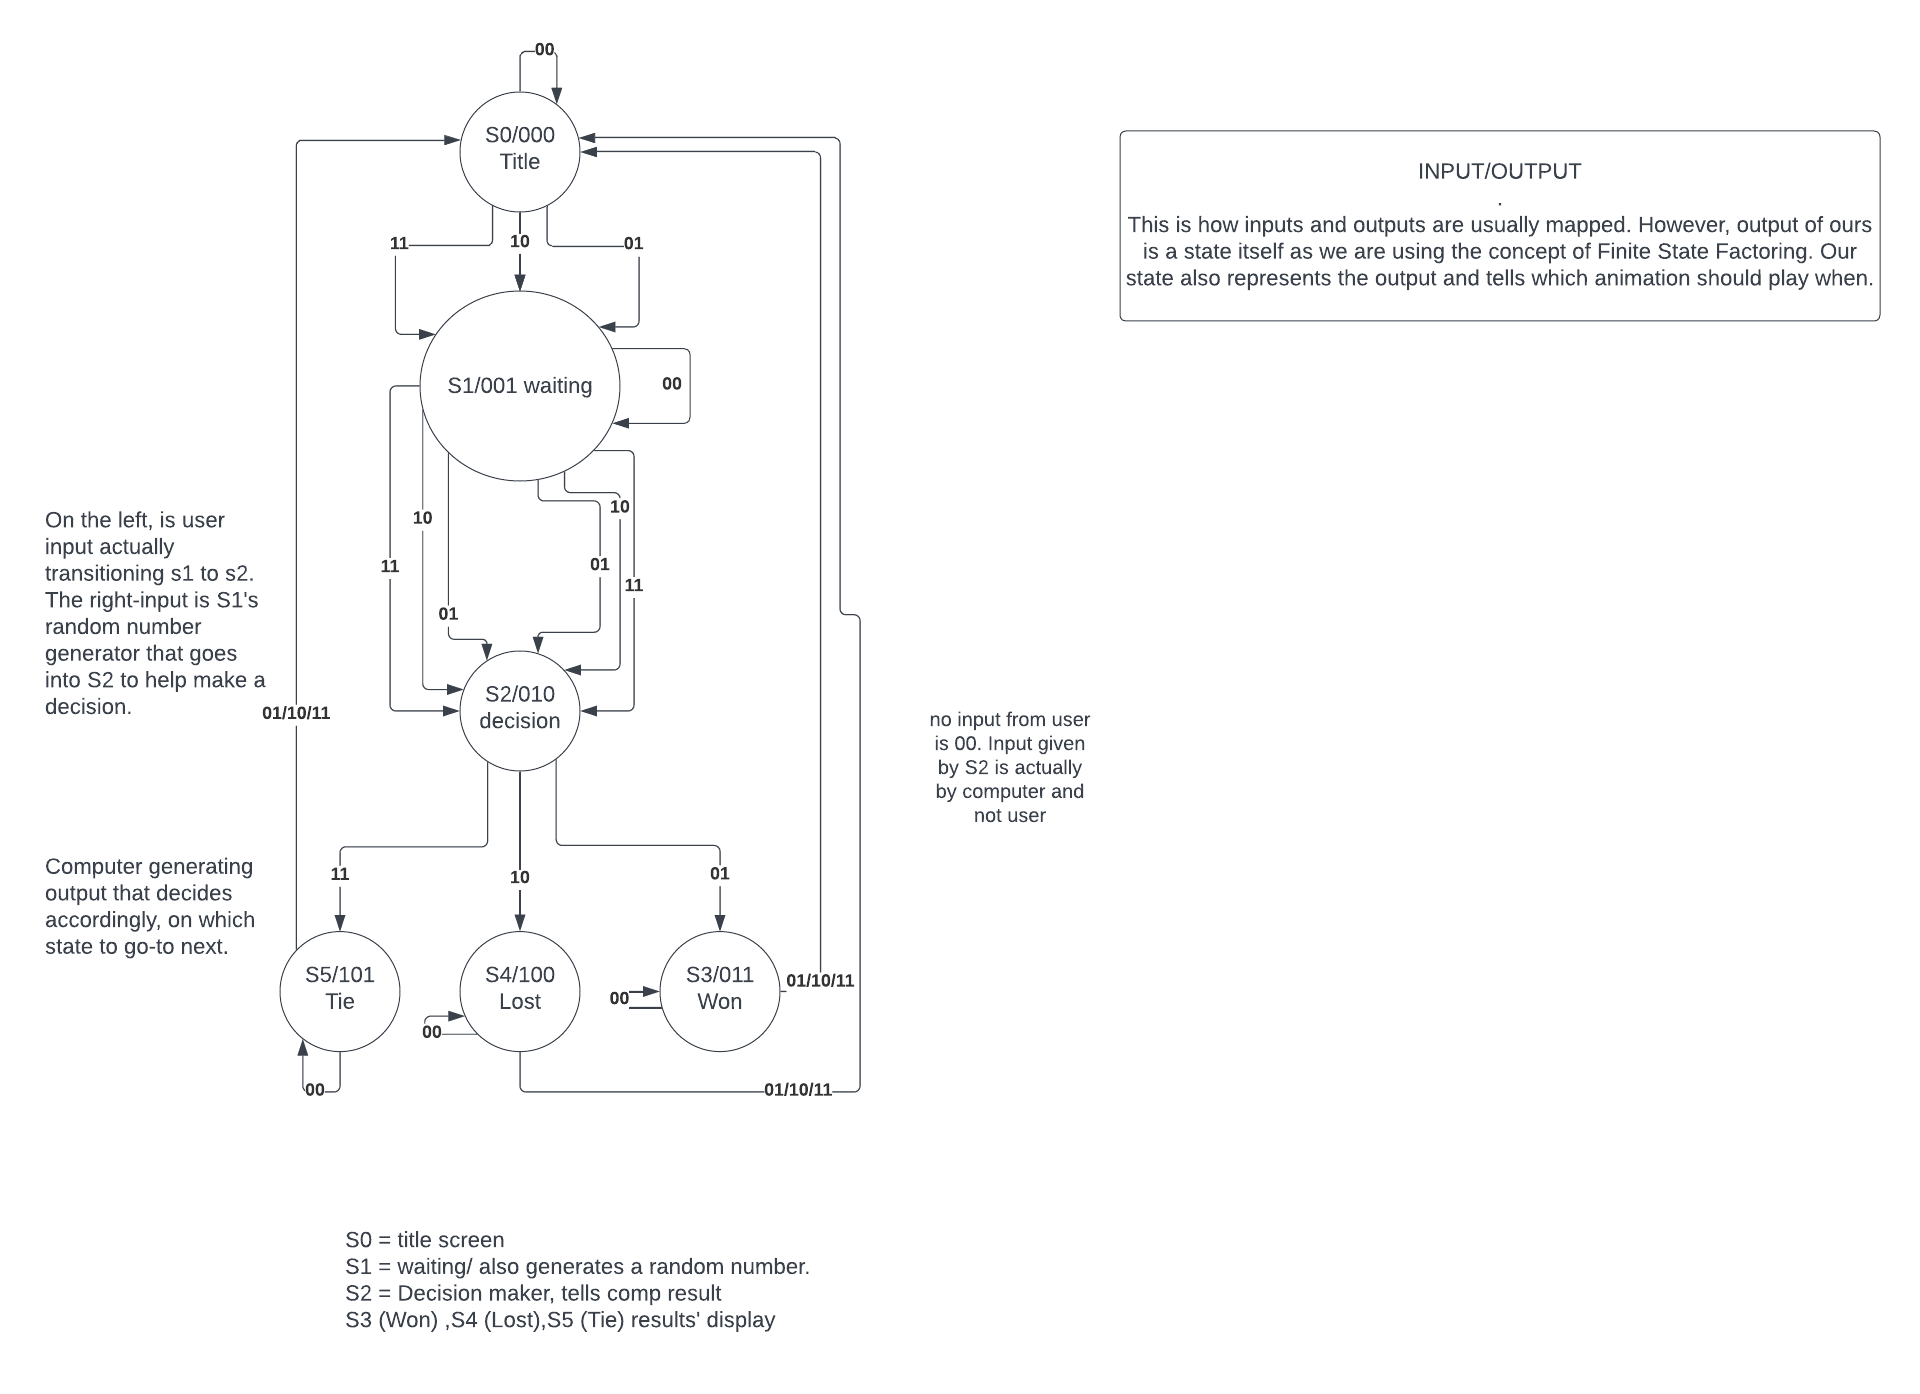 00
S0/000
Title
11
10
01
INPUT/OUTPUT
.
This is how inputs and outputs are usually mapped. However, output of ours
is a state itself as we are using the concept of Finite State Factoring. Our
state also represents the output and tells which animation should play when.
S1/001 waiting
00
On the left, is user
input actually
transitioning s1 to s2.
The right-input is S1's
random number
generator that goes
into S2 to help make a
decision.
10
11
01
10
01
11
01/10/11
S2/010
decision
no input from user
is 00. Input given
by S2 is actually
by computer and
not user
Computer generating
output that decides
accordingly, on which
state to go-to next.
11
10
01
S5/101
Tie
S4/100
Lost
S3/011
Won
00
00
00
01/10/11
01/10/11
S0 = title screen
S1 = waiting/ also generates a random number.
S2 = Decision maker, tells comp result
S3 (Won) ,S4 (Lost),S5 (Tie) results' display